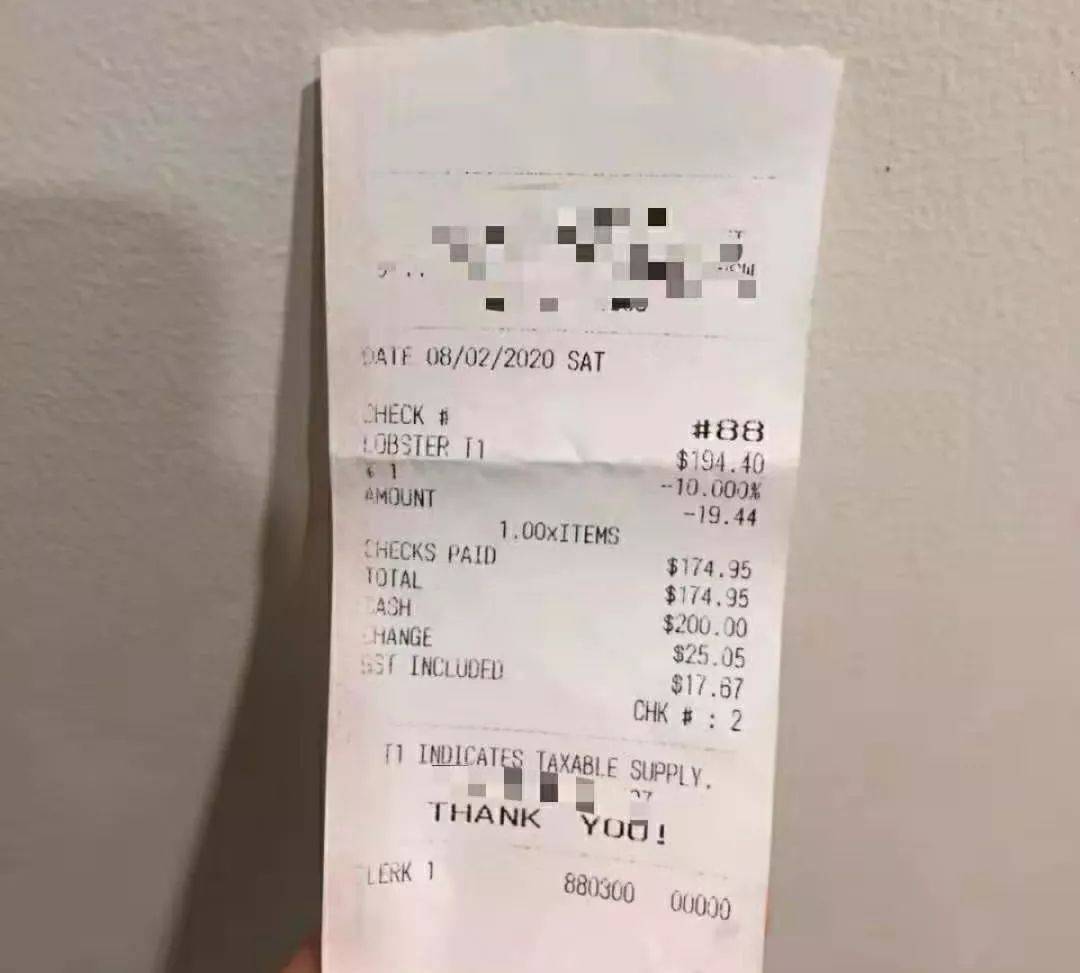 DATE 08/02/2020 SAT
CHECK # #88
LOBSTER T1 $194.40
% 1 -10.000%
AMOUNT -19.44
1.00xITEMS
CHECKS PAID $174.95
TOTAL $174.95
CASH $200.00
CHANGE $25.05
GST INCLUDED $17.67
CHK # : 2
T1 INDICATES TAXABLE SUPPLY.
THANK YOU!
CLERK 1 880300 00000